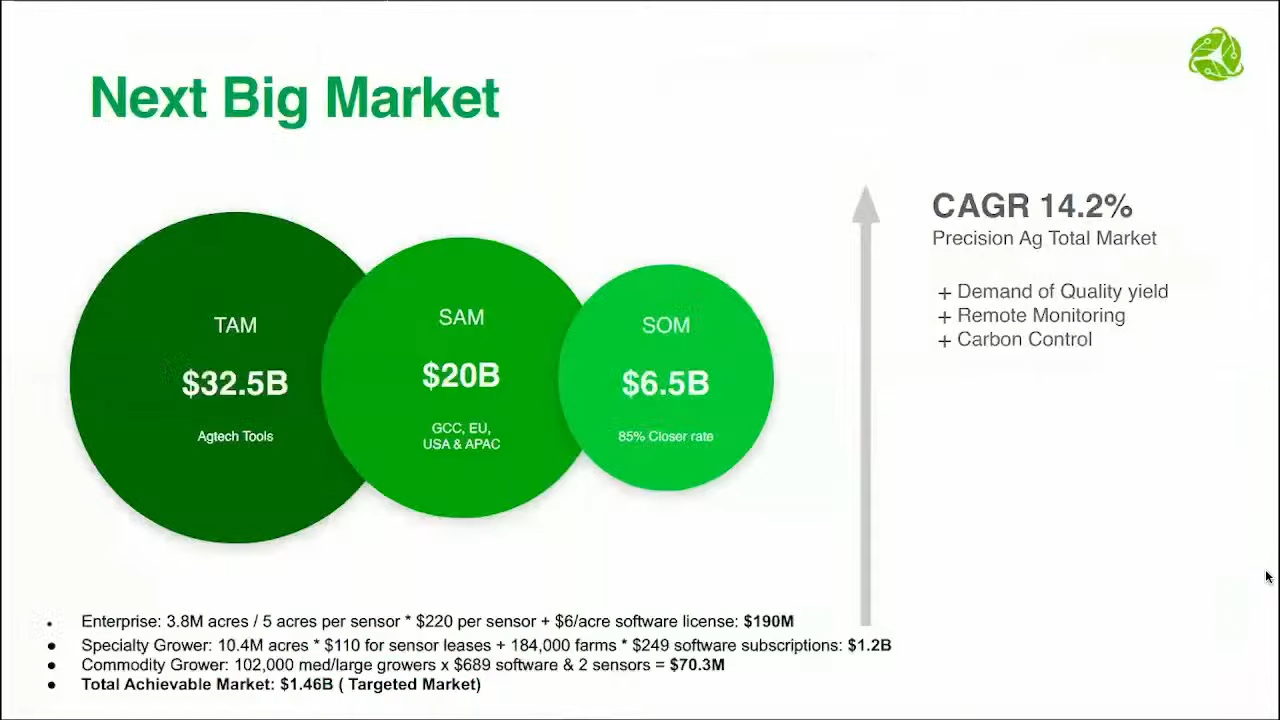 Next Big Market
TAM
$32.5B
Agtech Tools
SAM
$20B
GCC, EU,
USA & APAC
SOM
$6.5B
85% Closer rate
CAGR 14.2%
Precision Ag Total Market
+ Demand of Quality yield
+ Remote Monitoring
+ Carbon Control
• Enterprise: 3.8M acres / 5 acres per sensor * $220 per sensor + $6/acre software license: $190M
• Specialty Grower: 10.4M acres * $110 for sensor leases + 184,000 farms * $249 software subscriptions: $1.2B
• Commodity Grower: 102,000 med/large growers x $689 software & 2 sensors = $70.3M
• Total Achievable Market: $1.46B ( Targeted Market)